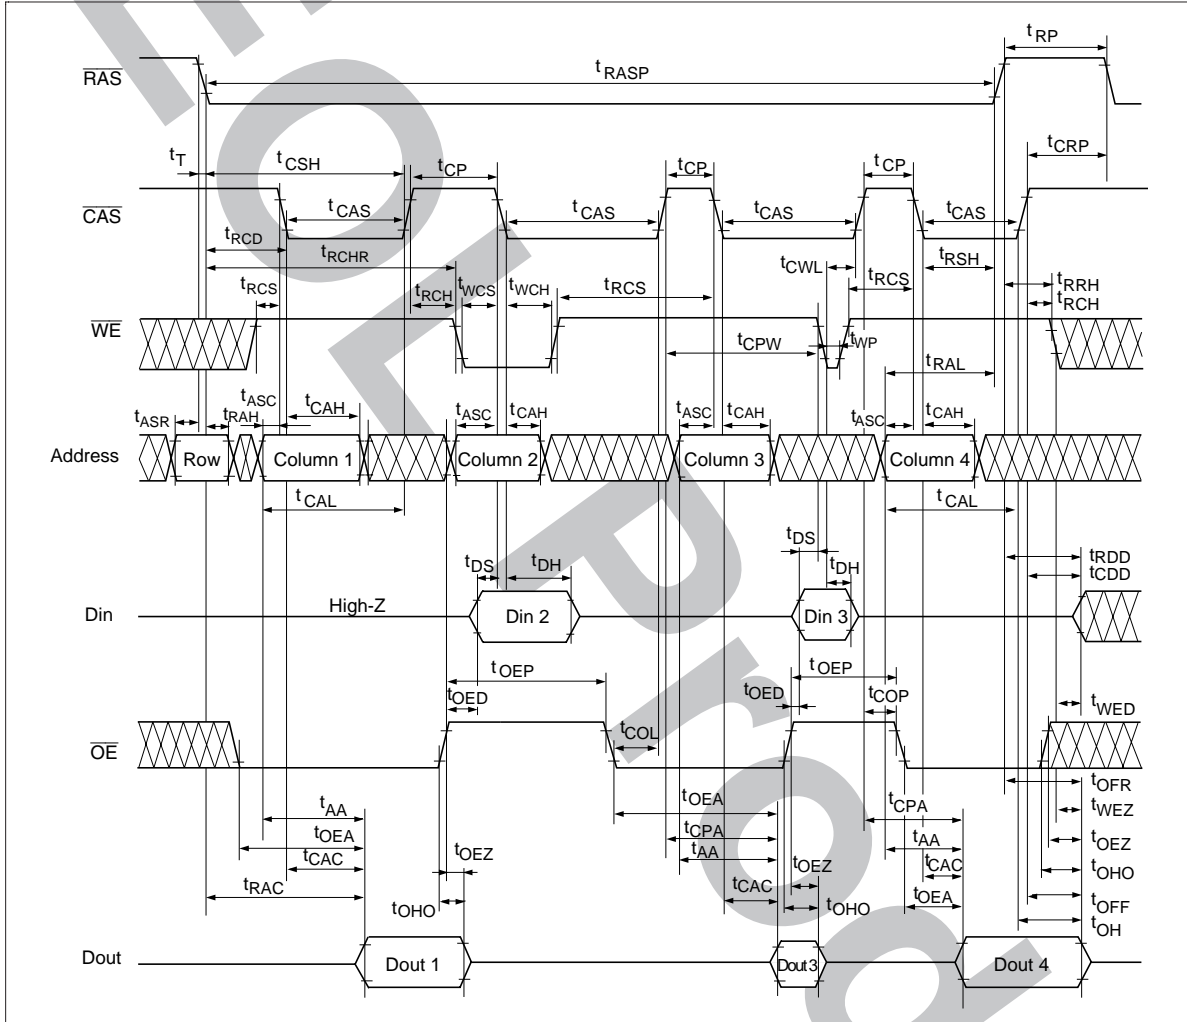 tRP
RAS
tRASP
tT
tCSH
tCP
tCP
tCP
tCRP
CAS
tCAS
tCAS
tCAS
tCAS
tRCD
tRCHR
tCWL
tRSH
tRCS
tRCH
tWCS
tWCH
tRCS
tRCS
tRRH
tRCH
WE
tCPW
tWP
tRAL
tASR
tRAH
tASC
tCAH
tASC
tCAH
tASC
tCAH
tASC
tCAH
Address
Row
Column 1
Column 2
Column 3
Column 4
tCAL
tCAL
tDS
tDH
tDS
tDH
tRDD
tCDD
Din
High-Z
Din 2
Din 3
tOEP
tOEP
tOED
tOED
tCOP
tWED
OE
tCOL
tOFR
tAA
tOEA
tCPA
tWEZ
tOEA
tCPA
tAA
tOEZ
tCAC
tOEZ
tAA
tOEZ
tCAC
tOHO
tRAC
tCAC
tOEA
tOHO
tOHO
tOFF
tOH
Dout
Dout 1
Dout 3
Dout 4
EOL Prod